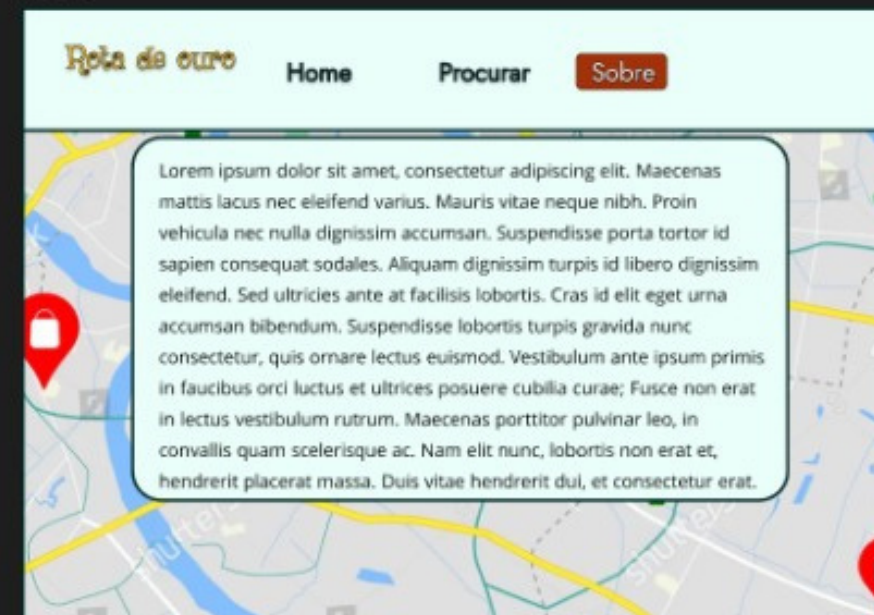 Rota de ouro
Home Procurar Sobre
Lorem ipsum dolor sit amet, consectetur adipiscing elit. Maecenas
mattis lacus nec eleifend varius. Mauris vitae neque nibh. Proin
vehicula nec nulla dignissim accumsan. Suspendisse porta tortor id
sapien consequat sodales. Aliquam dignissim turpis id libero dignissim
eleifend. Sed ultricies ante at facilisis lobortis. Cras id elit eget urna
accumsan bibendum. Suspendisse lobortis turpis gravida nunc
consectetur, quis ornare lectus euismod. Vestibulum ante ipsum primis
in faucibus orci luctus et ultrices posuere cubilia curae; Fusce non erat
in lectus vestibulum rutrum. Maecenas porttitor pulvinar leo, in
convallis quam scelerisque ac. Nam elit nunc, lobortis non erat et,
hendrerit placerat massa. Duis vitae hendrerit dui, et consectetur erat.